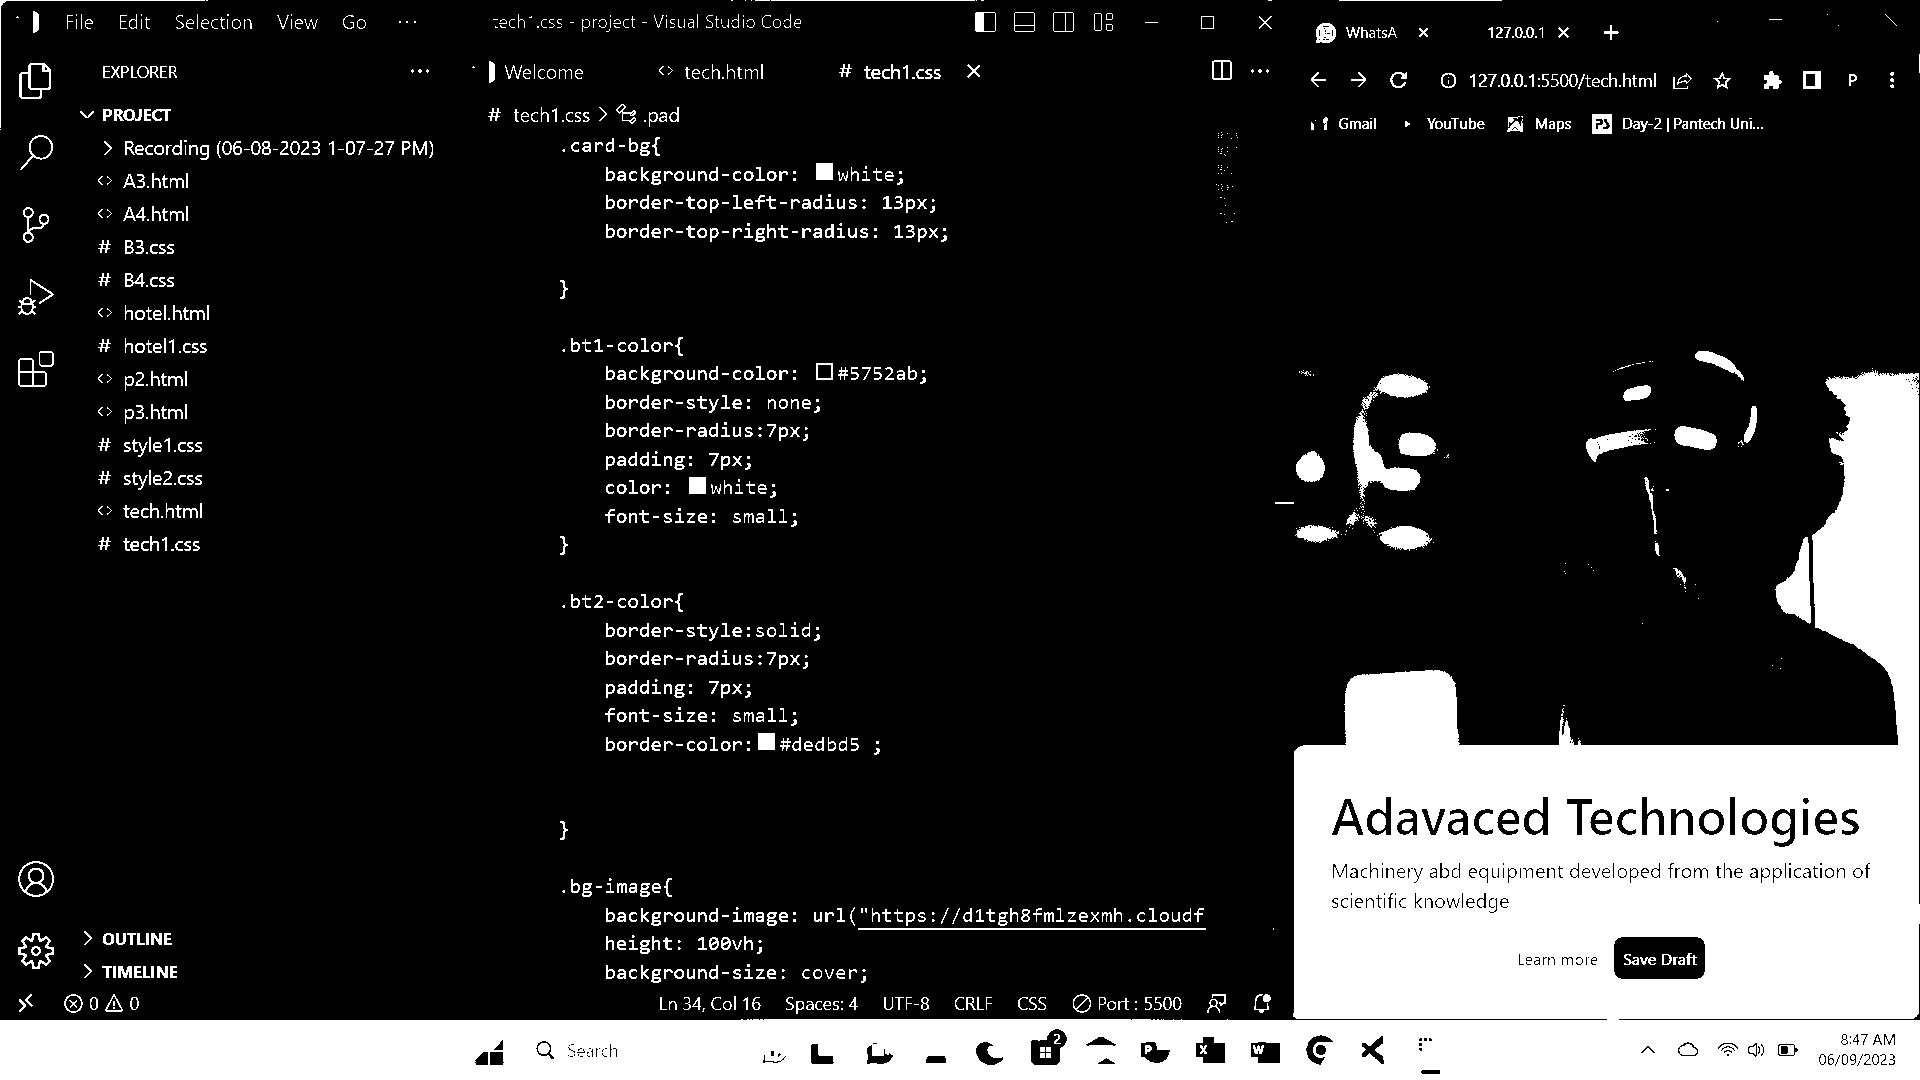 File Edit Selection View Go ···
tech1.css - project - Visual Studio Code
EXPLORER
PROJECT
Recording (06-08-2023 1-07-27 PM)
A3.html
A4.html
B3.css
B4.css
hotel.html
hotel1.css
p2.html
p3.html
style1.css
style2.css
tech.html
tech1.css
OUTLINE
TIMELINE
Welcome
tech.html
# tech1.css
# tech1.css > .pad
.card-bg{
background-color: white;
border-top-left-radius: 13px;
border-top-right-radius: 13px;
}
.bt1-color{
background-color: #5752ab;
border-style: none;
border-radius:7px;
padding: 7px;
color: white;
font-size: small;
}
.bt2-color{
border-style:solid;
border-radius:7px;
padding: 7px;
font-size: small;
border-color: #dedbd5 ;
}
.bg-image{
background-image: url("https://d1tgh8fmlzexmh.cloudf
height: 100vh;
background-size: cover;
0 0
Ln 34, Col 16 Spaces: 4 UTF-8 CRLF CSS Port : 5500
WhatsA
127.0.0.1
127.0.0.1:5500/tech.html
P
Gmail YouTube Maps Day-2 | Pantech Uni...
Adavaced Technologies
Machinery abd equipment developed from the application of
scientific knowledge
Learn more Save Draft
Search
2
8:47 AM
06/09/2023